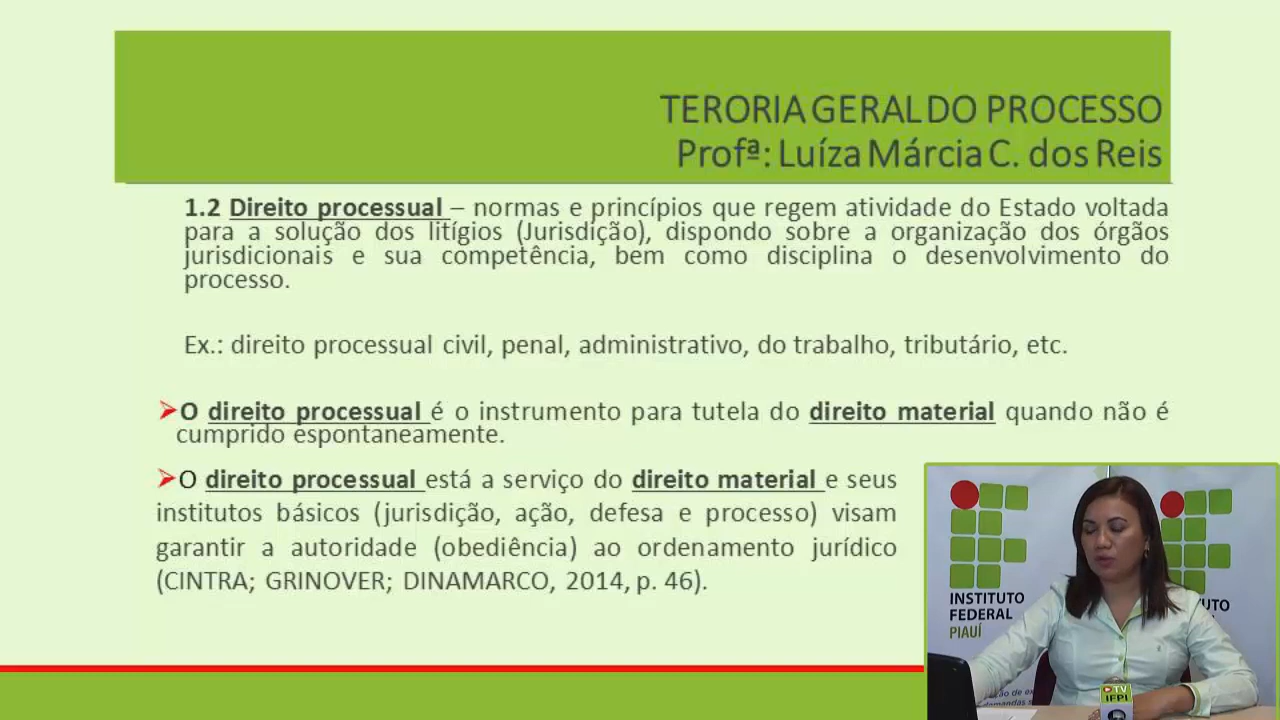 TERORIA GERAL DO PROCESSO
Profª: Luíza Márcia C. dos Reis
1.2 Direito processual – normas e princípios que regem atividade do Estado voltada
para a solução dos litígios (Jurisdição), dispondo sobre a organização dos órgãos
jurisdicionais e sua competência, bem como disciplina o desenvolvimento do
processo.
Ex.: direito processual civil, penal, administrativo, do trabalho, tributário, etc.
O direito processual é o instrumento para tutela do direito material quando não é
cumprido espontaneamente.
O direito processual está a serviço do direito material e seus
institutos básicos (jurisdição, ação, defesa e processo) visam
garantir a autoridade (obediência) ao ordenamento jurídico
(CINTRA; GRINOVER; DINAMARCO, 2014, p. 46).
INSTITUTO
FEDERAL
PIAUÍ
UTO
de ex
demandas s
TV
IFPI